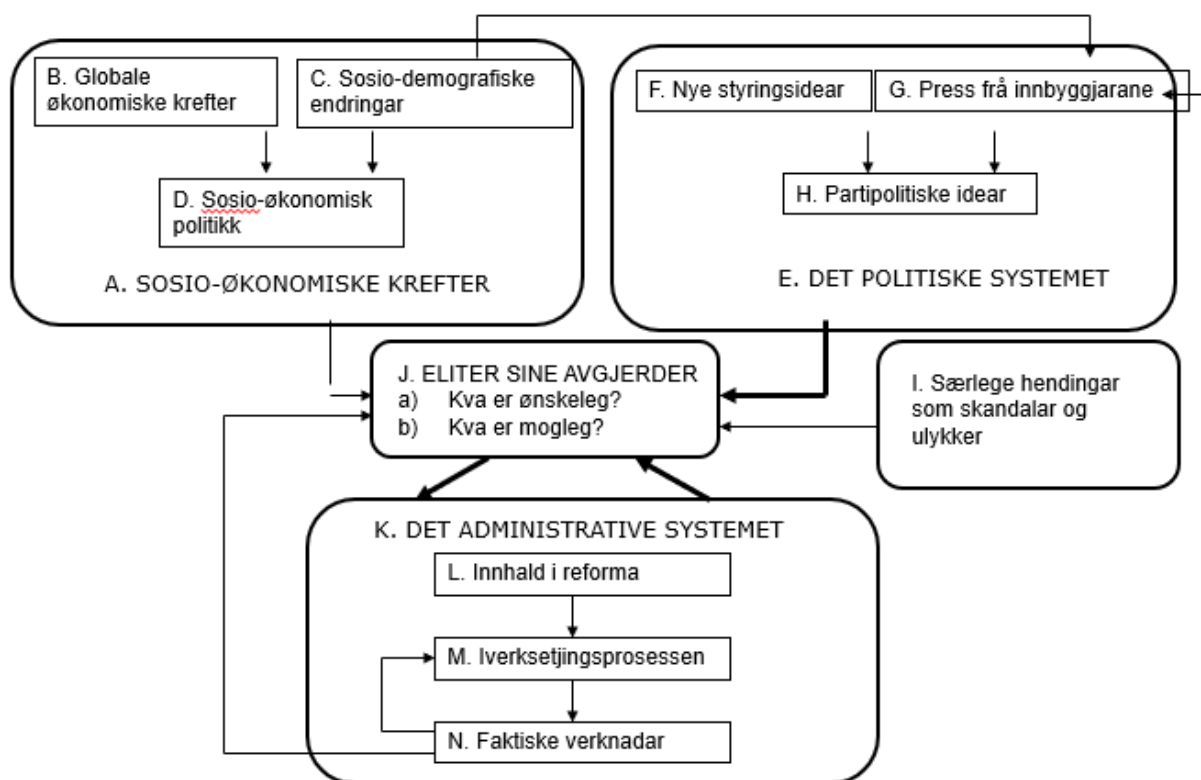 B. Globale
økonomiske krefter
C. Sosio-demografiske
endringar
D. Sosio-økonomisk
politikk
A. SOSIO-ØKONOMISKE KREFTER
F. Nye styringsidear
G. Press frå innbyggjarane
H. Partipolitiske idear
E. DET POLITISKE SYSTEMET
J. ELITER SINE AVGJERDER
a) Kva er ønskeleg?
b) Kva er mogleg?
I. Særlege hendingar
som skandalar og
ulykker
K. DET ADMINISTRATIVE SYSTEMET
L. Innhald i reforma
M. Iverksetjingsprosessen
N. Faktiske verknadar